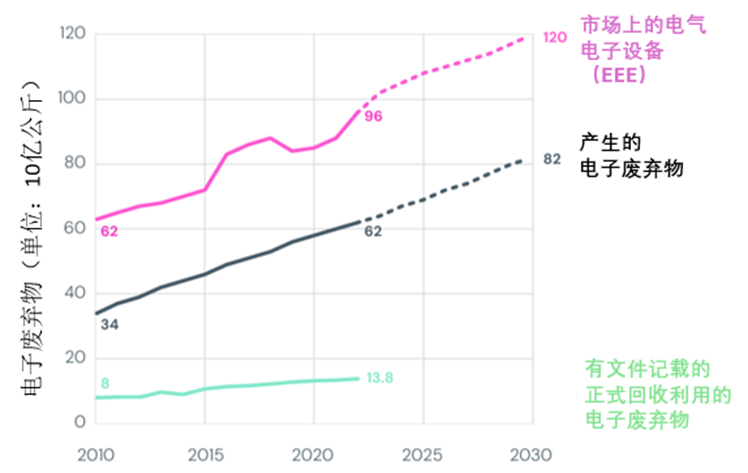 电子废弃物（单位：10亿公斤）
120
100
80
60
40
20
0
2010
2015
2020
2025
2030
62
96
120
34
62
82
8
13.8
市场上的电气
电子设备
（EEE）
产生的
电子废弃物
有文件记载的
正式回收利用的
电子废弃物